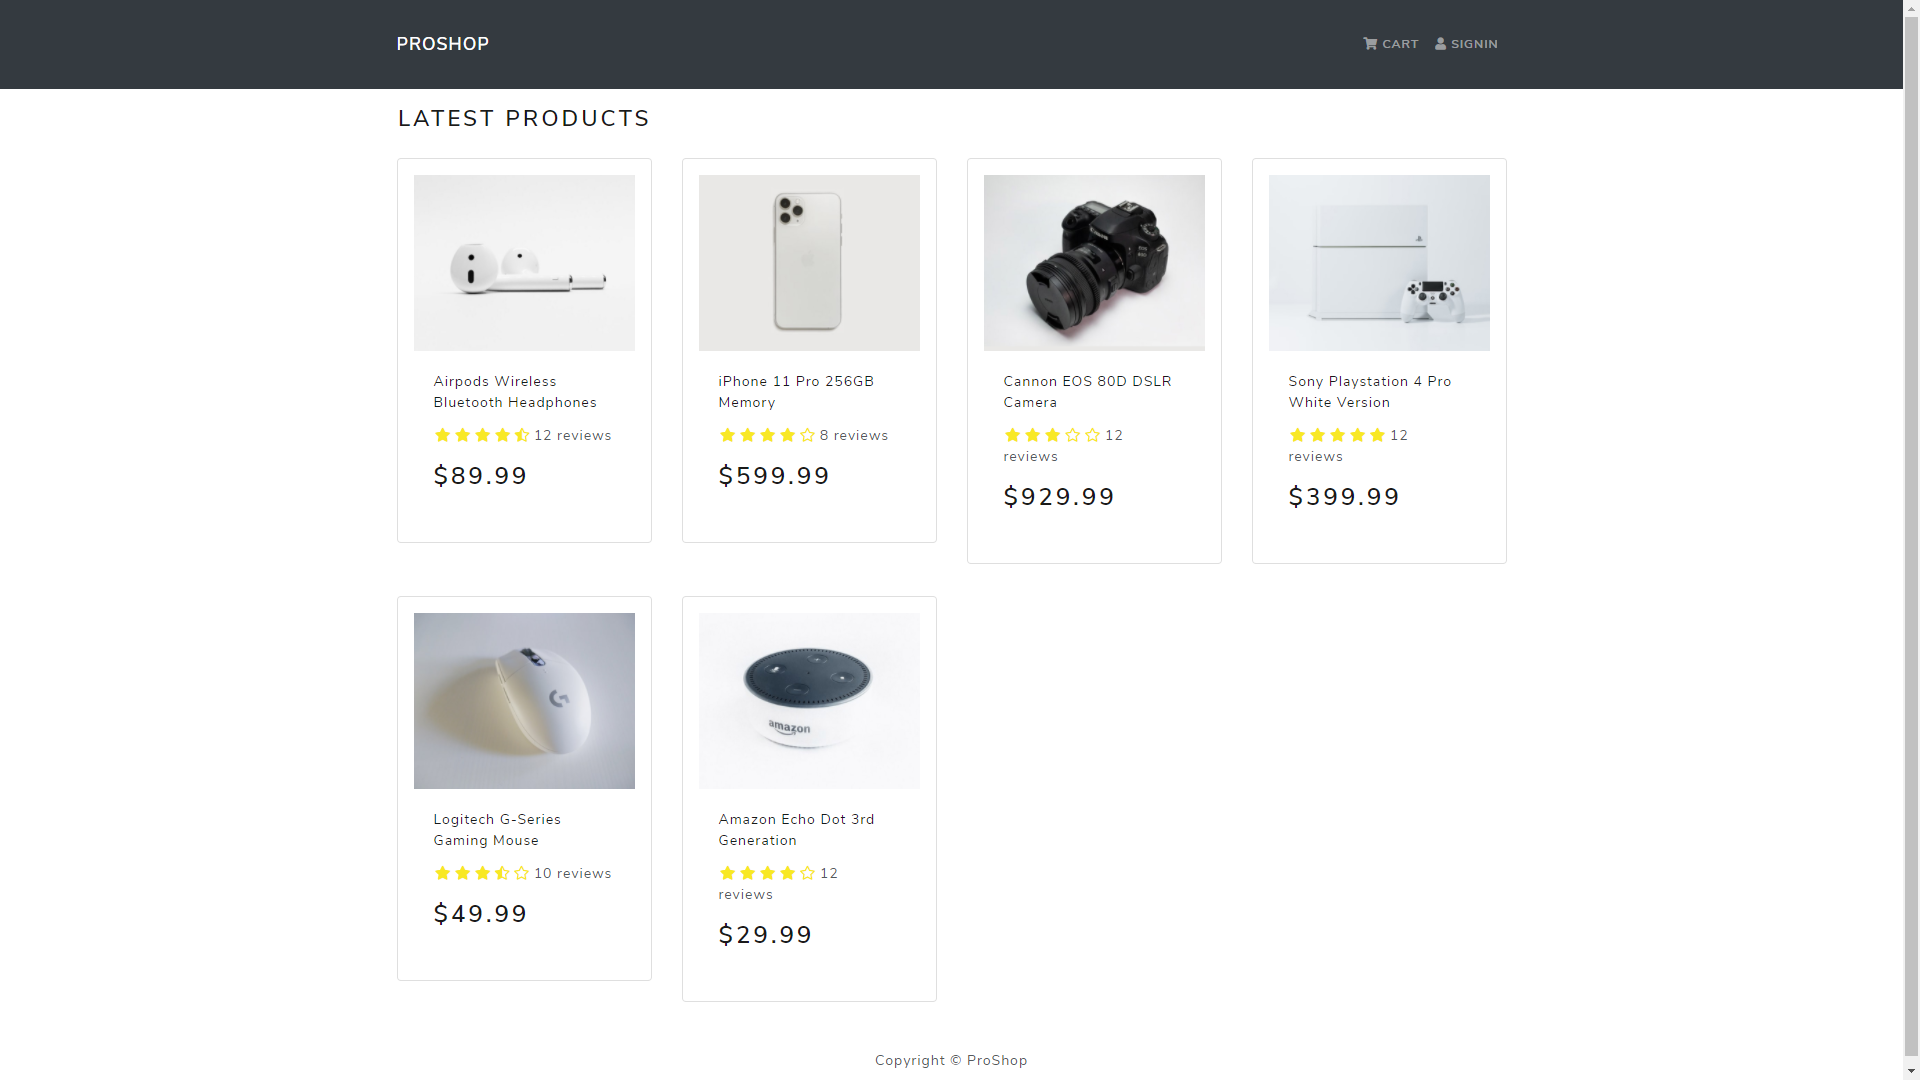 PROSHOP
CART
SIGNIN
LATEST PRODUCTS
Airpods Wireless
Bluetooth Headphones
12 reviews
$89.99
iPhone 11 Pro 256GB
Memory
8 reviews
$599.99
Canon
EOS
80D
Cannon EOS 80D DSLR
Camera
12
reviews
$929.99
Sony Playstation 4 Pro
White Version
12
reviews
$399.99
G
Logitech G-Series
Gaming Mouse
10 reviews
$49.99
amazon
Amazon Echo Dot 3rd
Generation
12
reviews
$29.99
Copyright © ProShop